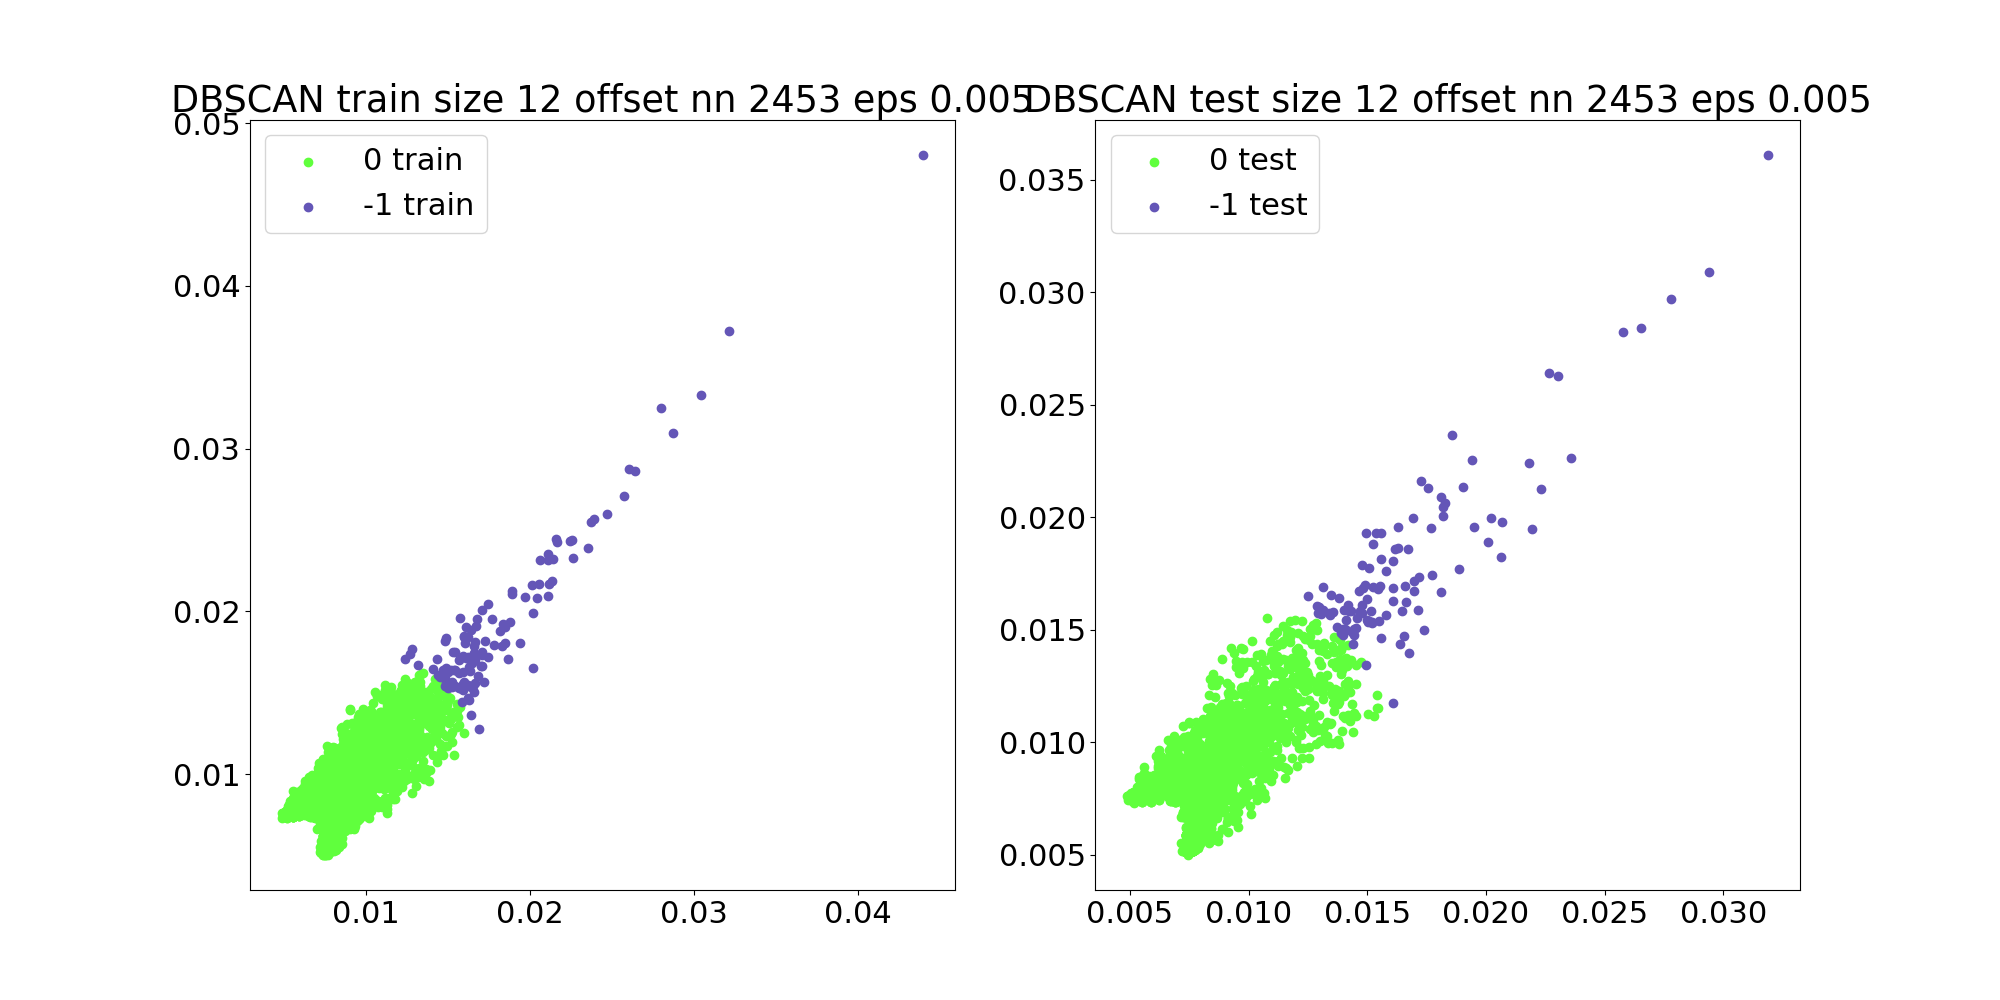 DBSCAN train size 12 offset nn 2453 eps 0.005
0.05
0.04
0.03
0.02
0.01
0 train
-1 train
0.01 0.02 0.03 0.04
DBSCAN test size 12 offset nn 2453 eps 0.005
0.035
0.030
0.025
0.020
0.015
0.010
0.005
0 test
-1 test
0.005 0.010 0.015 0.020 0.025 0.030